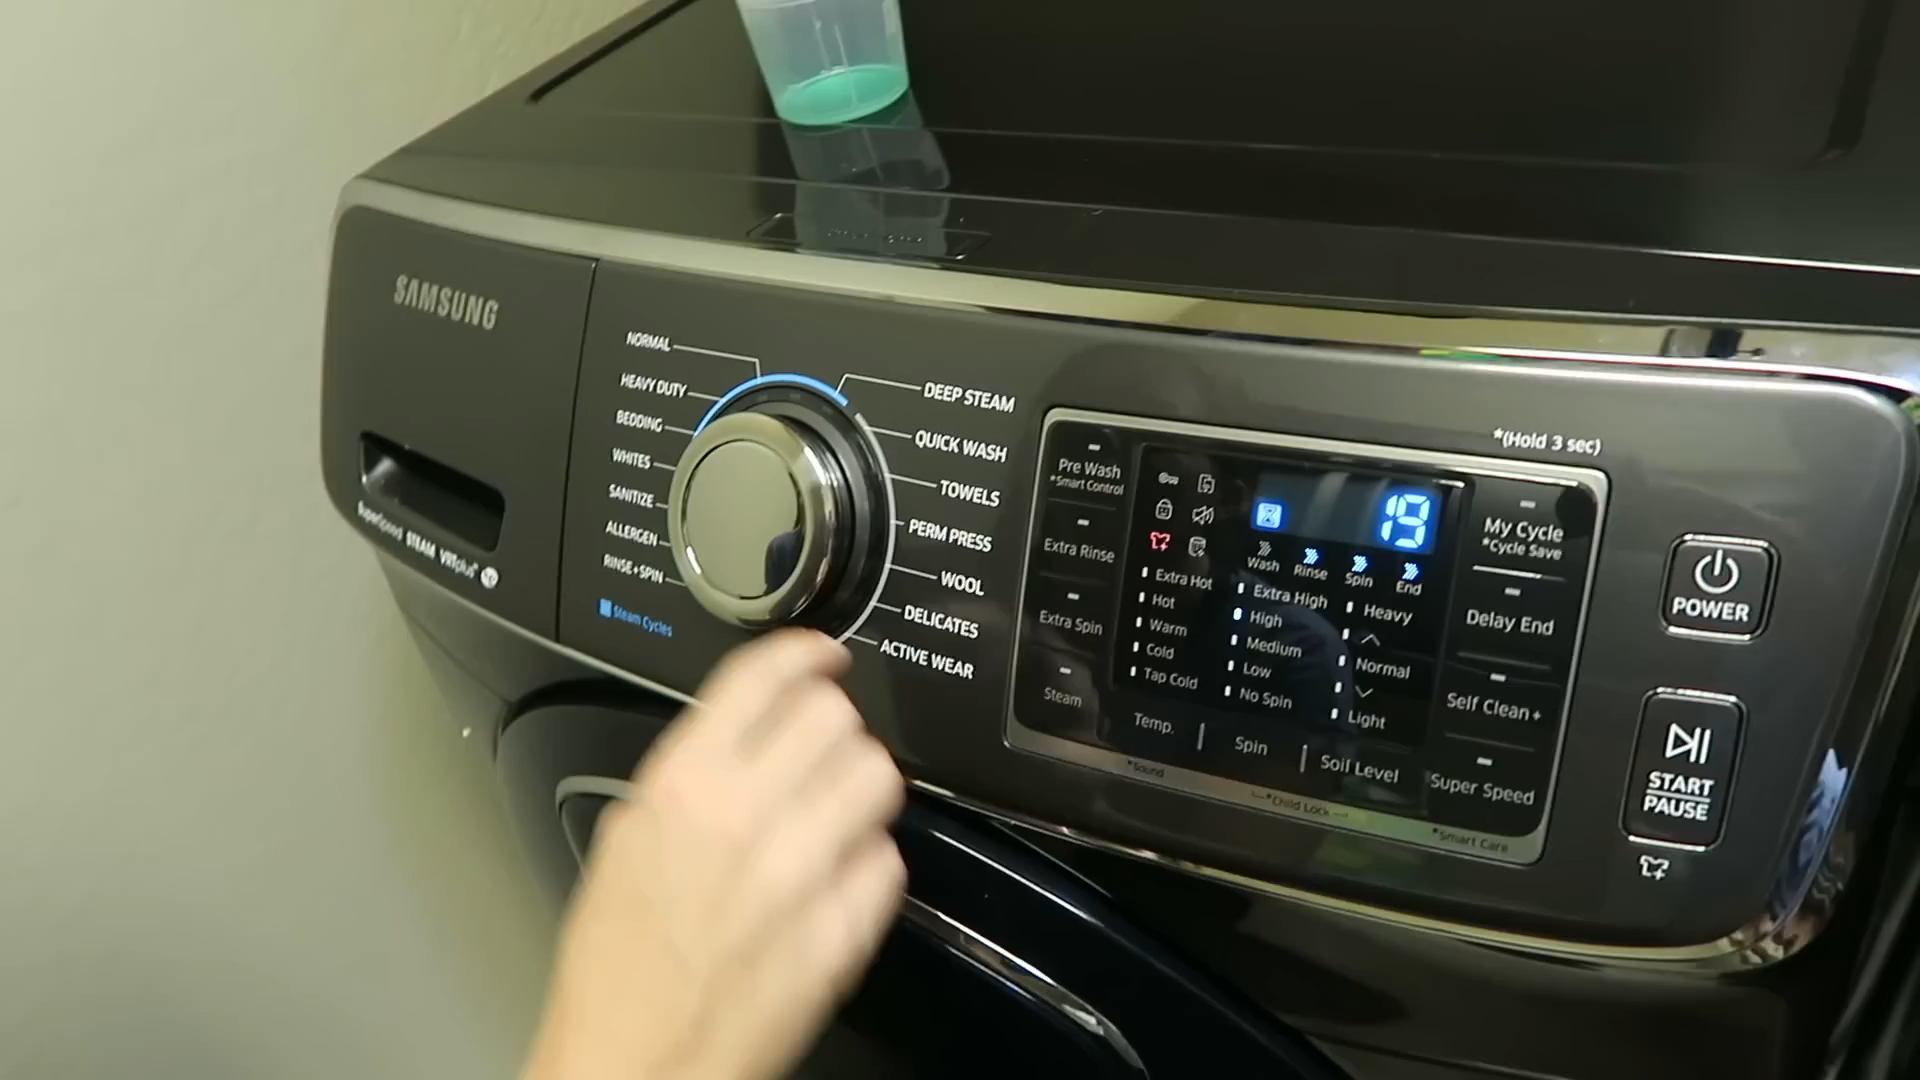 SAMSUNG
SuperSpeed STEAM VRTplus
NORMAL
HEAVY DUTY
BEDDING
WHITES
SANITIZE
ALLERGEN
RINSE+SPIN
Steam Cycles
DEEP STEAM
QUICK WASH
TOWELS
PERM PRESS
WOOL
DELICATES
ACTIVE WEAR
Pre Wash
*Smart Control
Extra Rinse
Extra Spin
Steam
19
Wash Rinse Spin End
Extra Hot
Hot
Warm
Cold
Tap Cold
Temp.
Extra High
High
Medium
Low
No Spin
Spin
Heavy
Normal
Light
Soil Level
*(Hold 3 sec)
My Cycle
*Cycle Save
Delay End
Self Clean+
Super Speed
*Sound
*Child Lock
*Smart Care
POWER
START
PAUSE